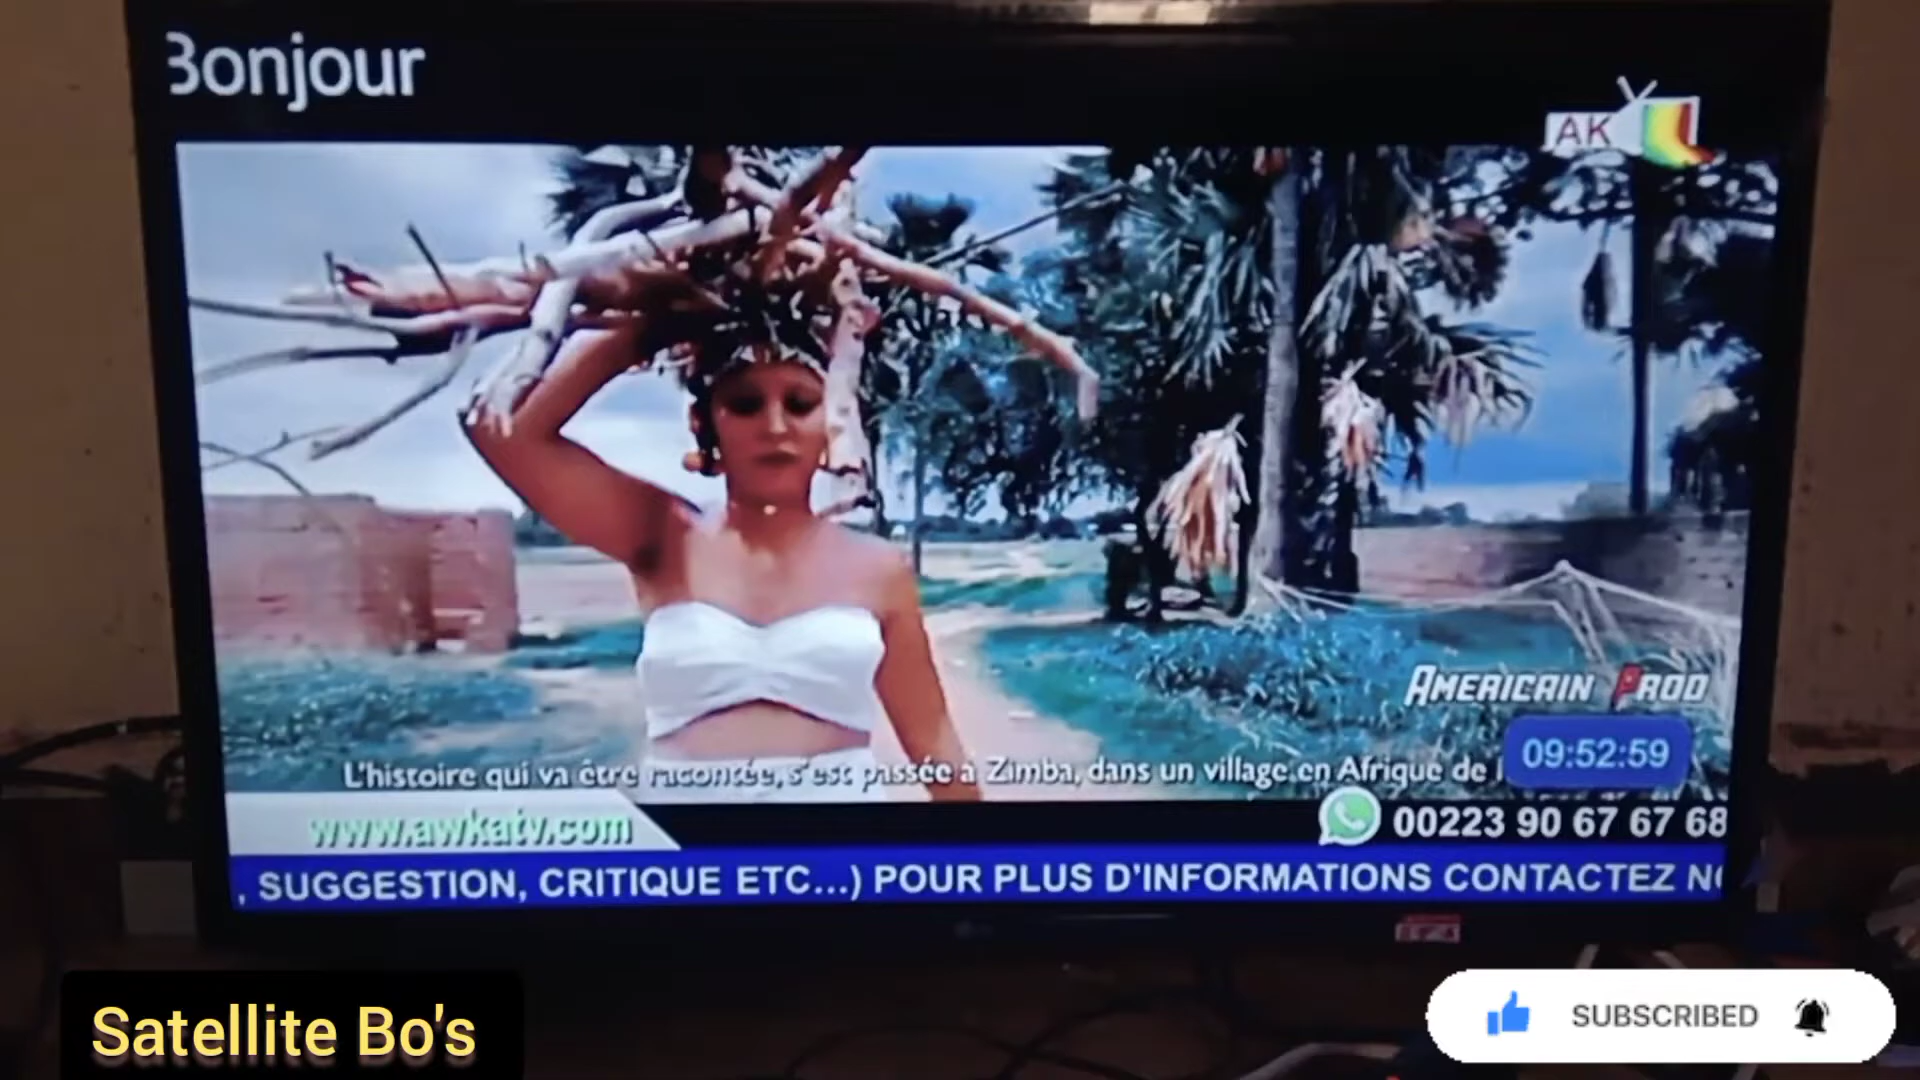 Bonjour
AK
AMERICAIN PROD
09:52:59
L'histoire qui va être racontée, s'est passée à Zimba, dans un village en Afrique de
www.awkatv.com
00223 90 67 67 68
, SUGGESTION, CRITIQUE ETC...) POUR PLUS D'INFORMATIONS CONTACTEZ
Satellite Bo's
SUBSCRIBED